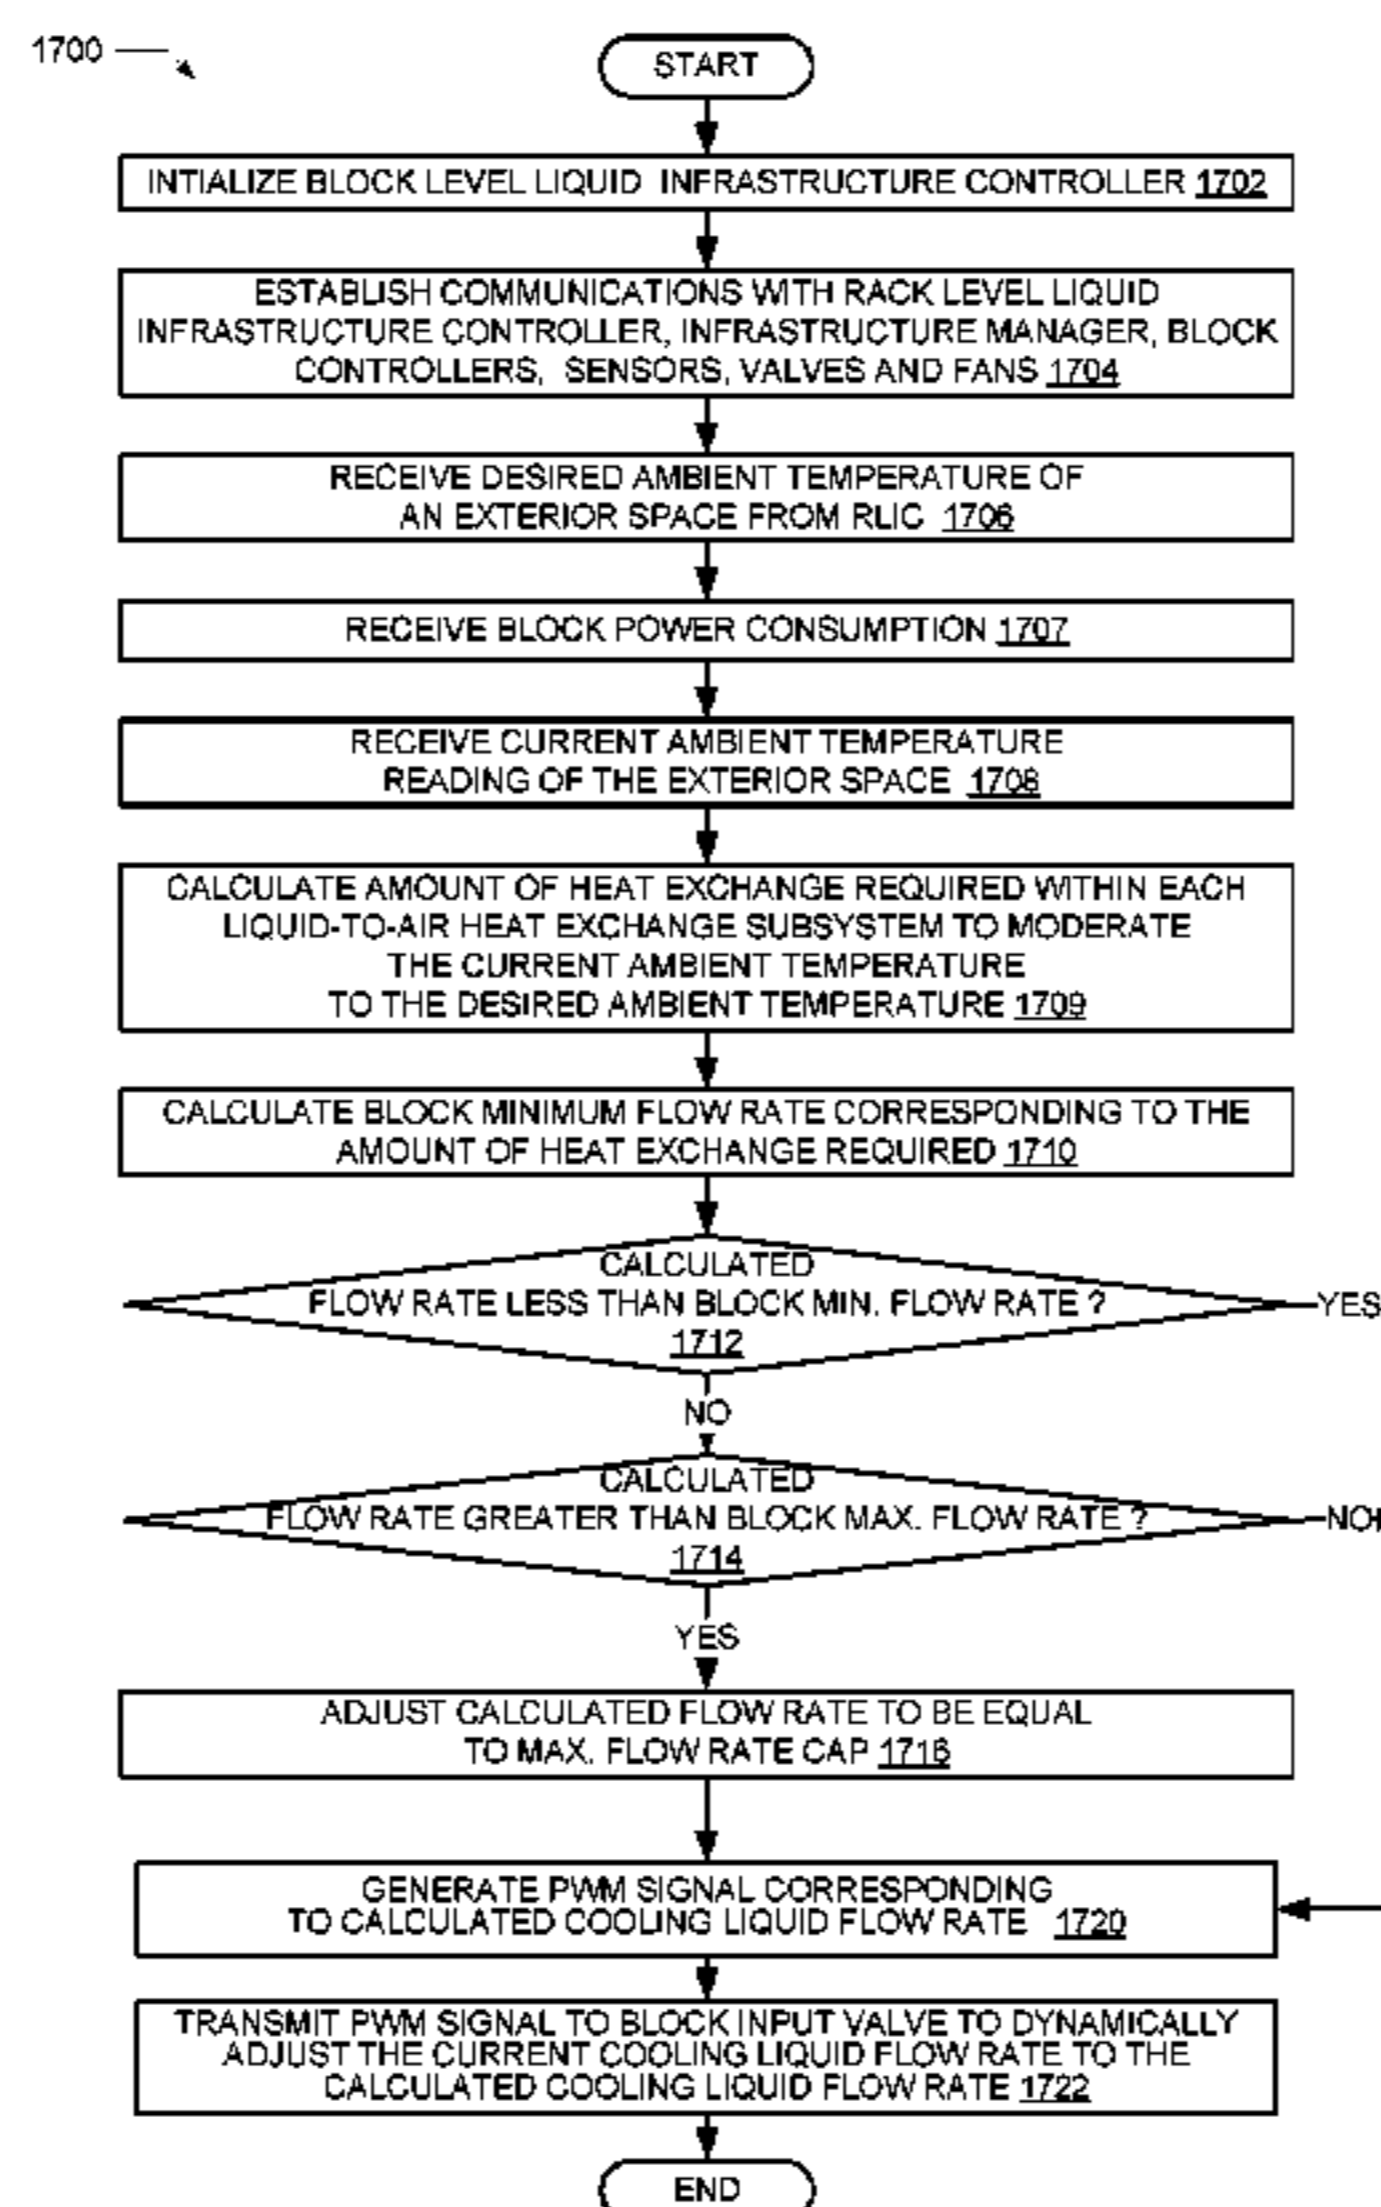 1700
START
INTIALIZE BLOCK LEVEL LIQUID INFRASTRUCTURE CONTROLLER 1702
ESTABLISH COMMUNICATIONS WITH RACK LEVEL LIQUID
INFRASTRUCTURE CONTROLLER, INFRASTRUCTURE MANAGER, BLOCK
CONTROLLERS, SENSORS, VALVES AND FANS 1704
RECEIVE DESIRED AMBIENT TEMPERATURE OF
AN EXTERIOR SPACE FROM RLIC 1706
RECEIVE BLOCK POWER CONSUMPTION 1707
RECEIVE CURRENT AMBIENT TEMPERATURE
READING OF THE EXTERIOR SPACE 1708
CALCULATE AMOUNT OF HEAT EXCHANGE REQUIRED WITHIN EACH
LIQUID-TO-AIR HEAT EXCHANGE SUBSYSTEM TO MODERATE
THE CURRENT AMBIENT TEMPERATURE
TO THE DESIRED AMBIENT TEMPERATURE 1709
CALCULATE BLOCK MINIMUM FLOW RATE CORRESPONDING TO THE
AMOUNT OF HEAT EXCHANGE REQUIRED 1710
CALCULATED
FLOW RATE LESS THAN BLOCK MIN. FLOW RATE ?
1712
YES
NO
CALCULATED
FLOW RATE GREATER THAN BLOCK MAX. FLOW RATE ?
1714
NO
YES
ADJUST CALCULATED FLOW RATE TO BE EQUAL
TO MAX. FLOW RATE CAP 1716
GENERATE PWM SIGNAL CORRESPONDING
TO CALCULATED COOLING LIQUID FLOW RATE 1720
TRANSMIT PWM SIGNAL TO BLOCK INPUT VALVE TO DYNAMICALLY
ADJUST THE CURRENT COOLING LIQUID FLOW RATE TO THE
CALCULATED COOLING LIQUID FLOW RATE 1722
END